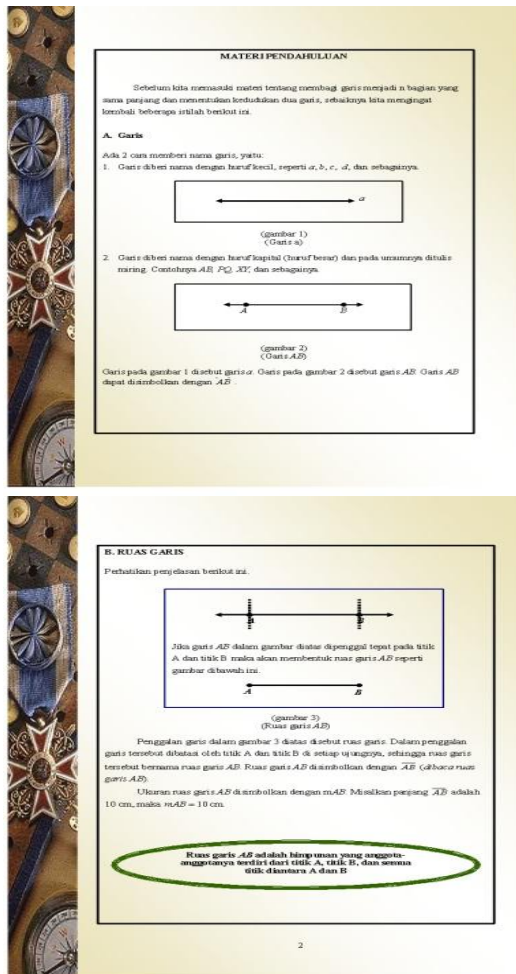 MATERI PENDAHULUAN
Sebelum kita memasuki materi tentang membagi garis menjadi n bagian yang
sama panjang dan menentukan kedudukan dua garis, sebaiknya kita mengingat
kembali beberapa istilah berikut ini.
A. Garis
Ada 2 cara memberi nama garis, yaitu:
1. Garis diberi nama dengan huruf kecil, seperti a, b, c, d, dan sebagainya.
a
(gambar 1)
(Garis a)
2. Garis diberi nama dengan huruf kapital (huruf besar) dan pada umumnya ditulis
miring. Contohnya AB, PQ, XY, dan sebagainya.
A B
(gambar 2)
(Garis AB)
Garis pada gambar 1 disebut garis a. Garis pada gambar 2 disebut garis AB. Garis AB
dapat disimbolkan dengan AB .
B. RUAS GARIS
Perhatikan penjelasan berikut ini.
A B
Jika garis AB dalam gambar diatas dipenggal tepat pada titik
A dan titik B maka akan membentuk ruas garis AB seperti
gambar dibawah ini.
A B
(gambar 3)
(Ruas garis AB)
Penggalan garis dalam gambar 3 diatas disebut ruas garis. Dalam penggalan
garis tersebut dibatasi oleh titik A dan titik B di setiap ujungnya, sehingga ruas garis
tersebut bernama ruas garis AB. Ruas garis AB disimbolkan dengan A̅B̅ (dibaca ruas
garis AB).
Ukuran ruas garis AB disimbolkan dengan mAB. Misalkan panjang A̅B̅ adalah
10 cm, maka mAB = 10 cm.
Ruas garis AB adalah himpunan yang anggota-
anggotanya terdiri dari titik A, titik B, dan semua
titik diantara A dan B
2